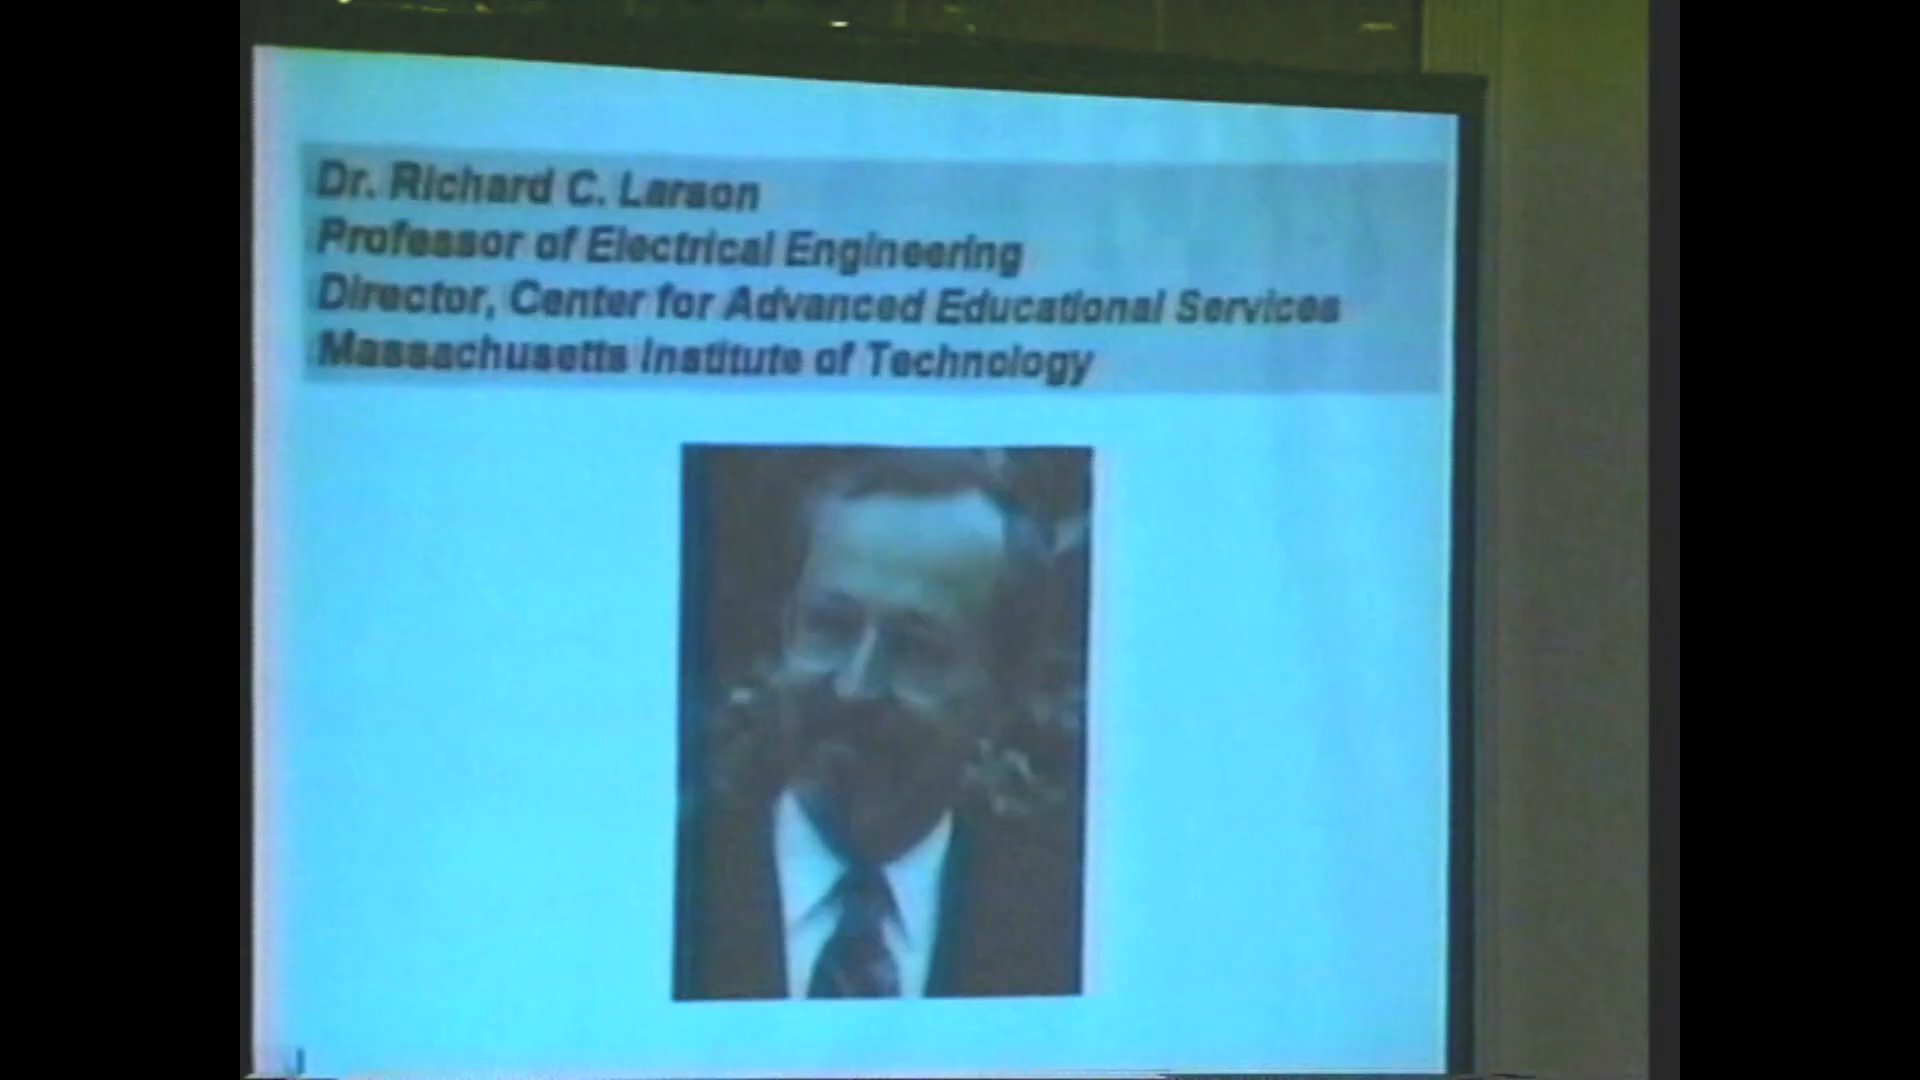 Dr. Richard C. Larson
Professor of Electrical Engineering
Director, Center for Advanced Educational Services
Massachusetts Institute of Technology